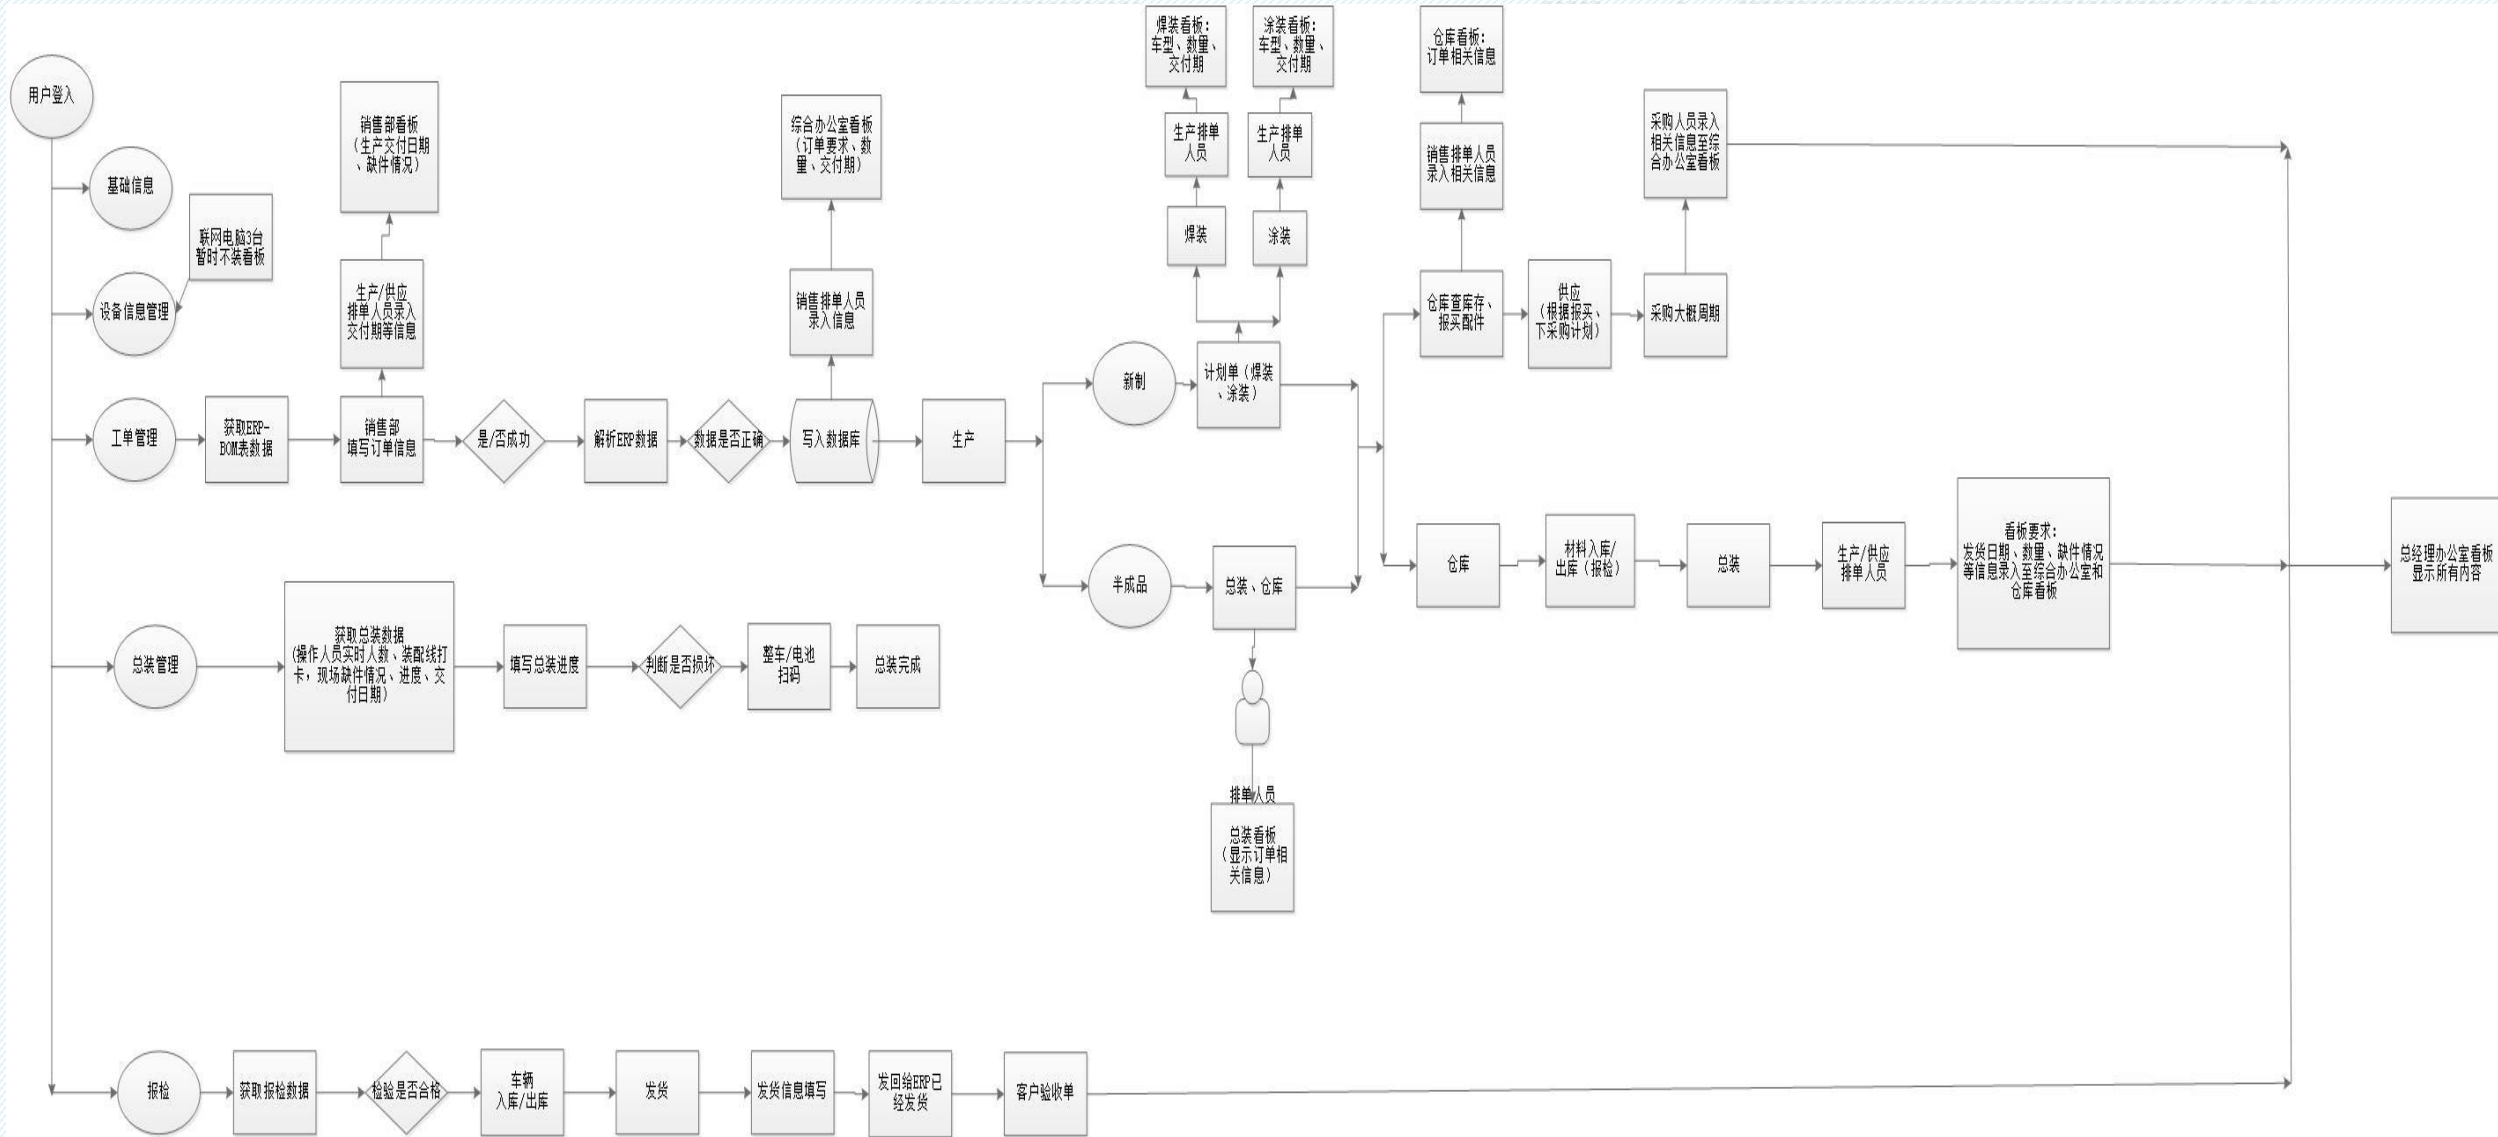 焊装看板：
车型、数量、
交付期
涂装看板：
车型、数量、
交付期
仓库看板：
订单相关信息
用户登入
销售部看板
（生产交付日期
、缺件情况）
综合办公室看板
（订单要求、数
量、交付期）
生产排单
人员
生产排单
人员
销售排单人员
录入相关信息
采购人员录入
相关信息至综
合办公室看板
基础信息
联网电脑3台
暂时不装看板
焊装
涂装
设备信息管理
生产/供应
排单人员录入
交付期等信息
销售排单人员
录入信息
仓库查库存、
报买配件
供应
（根据报买、
下采购计划）
采购大概周期
新制
计划单（焊装
、涂装）
工单管理
获取ERP-
BOM表数据
销售部
填写订单信息
是/否成功
解析ERP数据
数据是否正确
写入数据库
生产
半成品
总装、仓库
仓库
材料入库/
出库（报检）
总装
生产/供应
排单人员
看板要求：
发货日期、数量、缺件情况
等信息录入至综合办公室和
仓库看板
总经理办公室看板
显示所有内容
总装管理
获取总装数据
（操作人员实时人数、装配线打
卡，现场缺件情况、进度、交
付日期）
填写总装进度
判断是否损坏
整车/电池
扫码
总装完成
排单人员
总装看板
（显示订单相
关信息）
报检
获取报检数据
检验是否合格
车辆
入库/出库
发货
发货信息填写
发回给ERP已
经发货
客户验收单